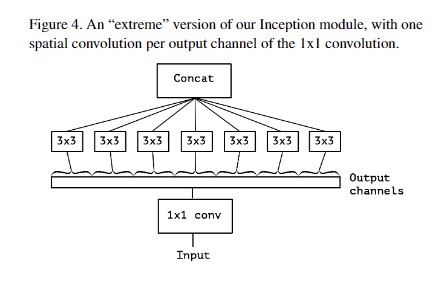 Figure 4. An “extreme” version of our Inception module, with one
spatial convolution per output channel of the 1x1 convolution.
Concat
3x3 3x3 3x3 3x3 3x3 3x3 3x3
Output
channels
1x1 conv
Input